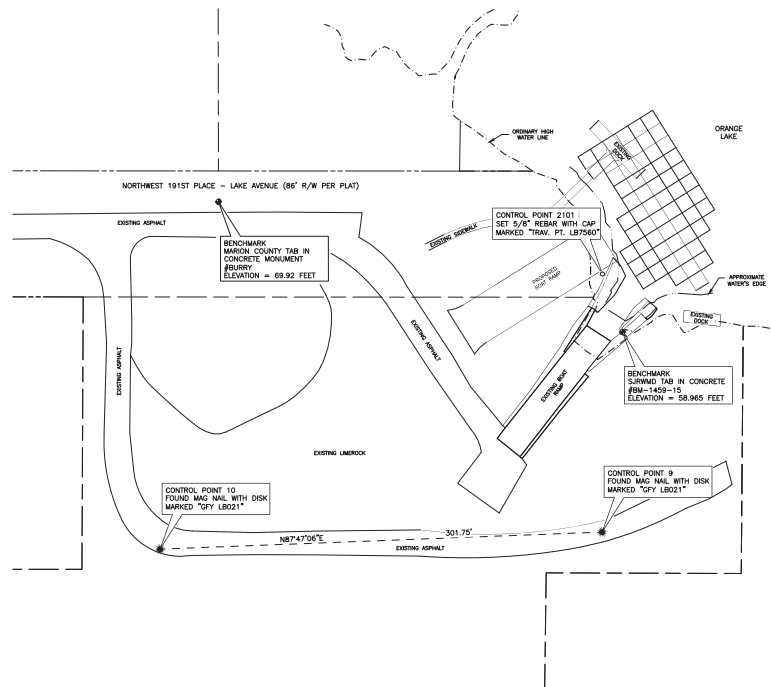 ORDINARY HIGH
WATER LINE
ORANGE
LAKE
EXISTING
DOCK
NORTHWEST 191ST PLACE - LAKE AVENUE (86' R/W PER PLAT)
EXISTING ASPHALT
CONTROL POINT 2101
SET 5/8" REBAR WITH CAP
MARKED "TRAV. PT. LB7560"
EXISTING SIDEWALK
BENCHMARK
MARION COUNTY TAB IN
CONCRETE MONUMENT
#BURRY
ELEVATION = 69.92 FEET
PROPOSED
BOAT RAMP
APPROXIMATE
WATER'S EDGE
EXISTING
DOCK
EXISTING ASPHALT
EXISTING ASPHALT
EXISTING BOAT
RAMP
BENCHMARK
SJRWMD TAB IN CONCRETE
#BM-1459-15
ELEVATION = 58.965 FEET
EXISTING LIMEROCK
CONTROL POINT 9
FOUND MAG NAIL WITH DISK
MARKED "GFY LB021"
CONTROL POINT 10
FOUND MAG NAIL WITH DISK
MARKED "GFY LB021"
N87°47'06"E
301.75'
EXISTING ASPHALT